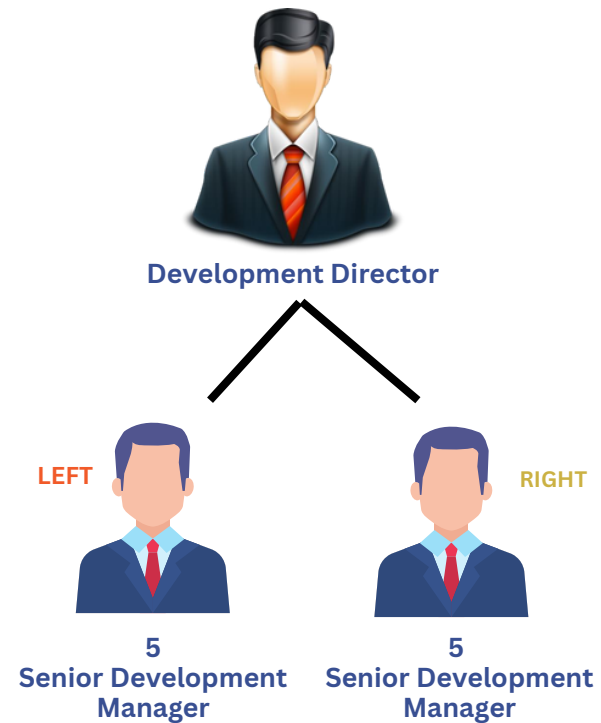 Development Director
LEFT
RIGHT
5
Senior Development
Manager
5
Senior Development
Manager